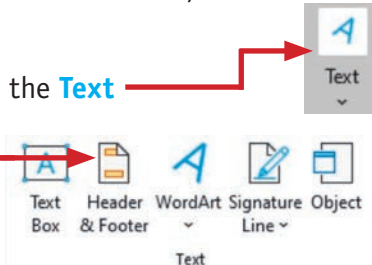 Text
the Text
Text Header WordArt Signature Object
Box & Footer Line
Text